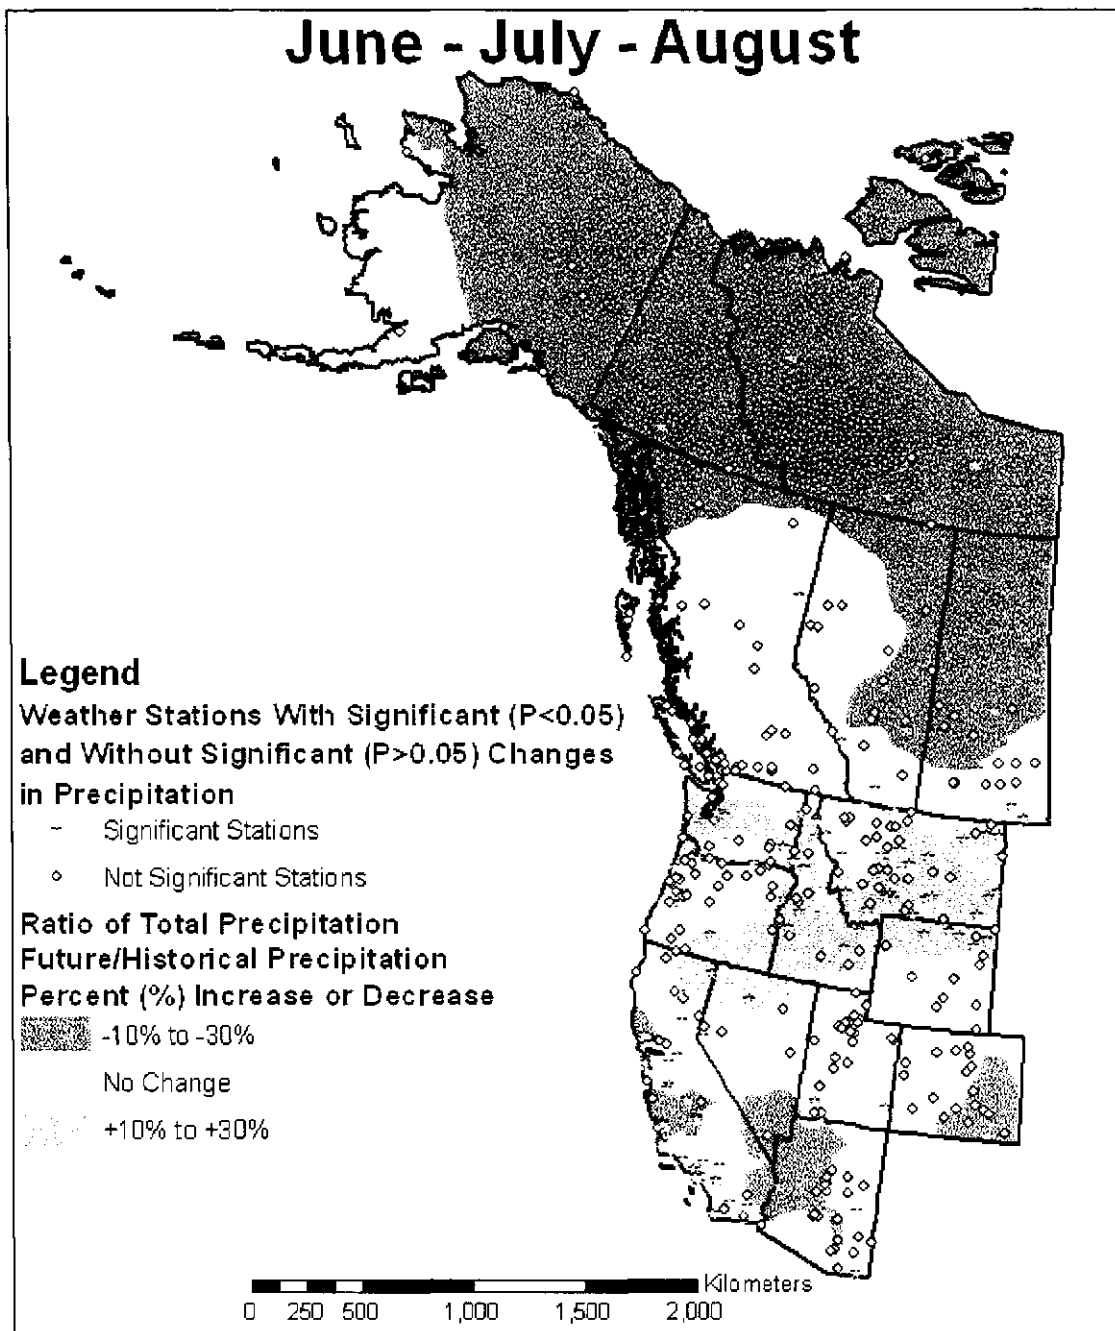 June - July - August
Legend
Weather Stations With Significant (P<0.05)
and Without Significant (P>0.05) Changes
in Precipitation
Significant Stations
Not Significant Stations
Ratio of Total Precipitation
Future/Historical Precipitation
Percent (%) Increase or Decrease
-10% to -30%
No Change
+10% to +30%
Kilometers
0 250 500 1,000 1,500 2,000